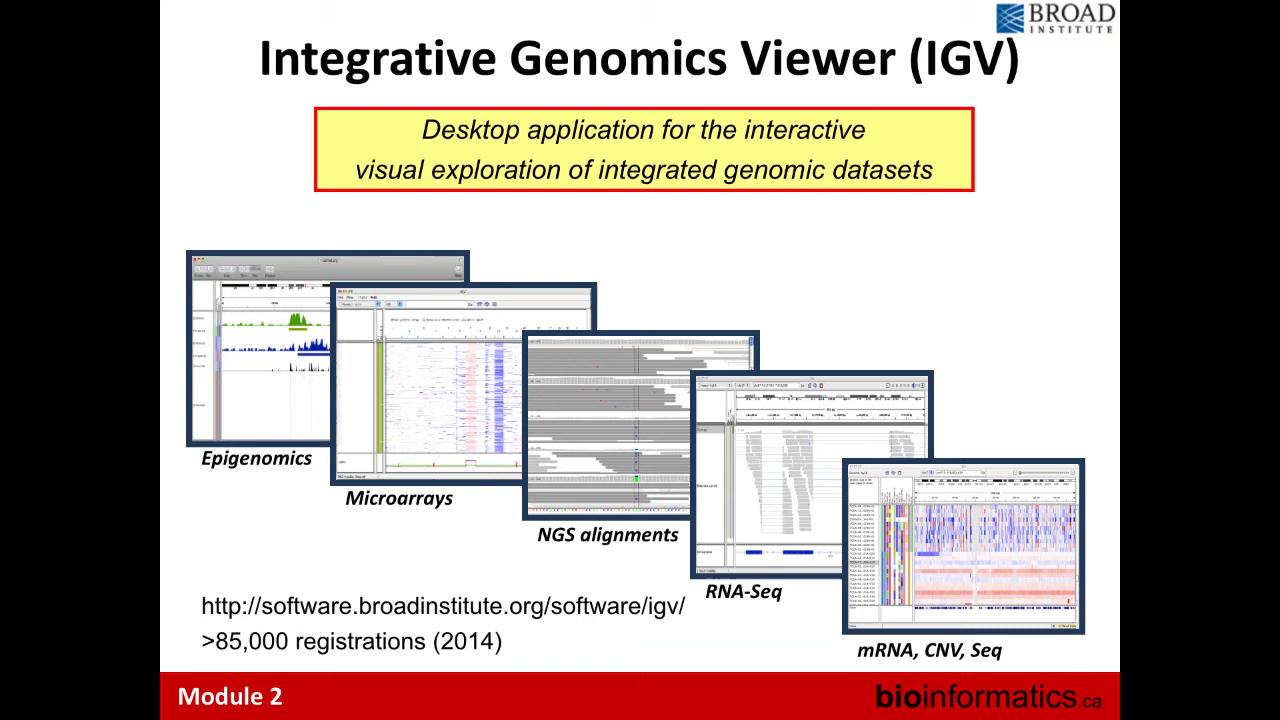 BROAD
INSTITUTE
Integrative Genomics Viewer (IGV)
Desktop application for the interactive
visual exploration of integrated genomic datasets
Epigenomics
Microarrays
NGS alignments
RNA-Seq
mRNA, CNV, Seq
http://software.broadinstitute.org/software/igv/
>85,000 registrations (2014)
Module 2
bioinformatics.ca